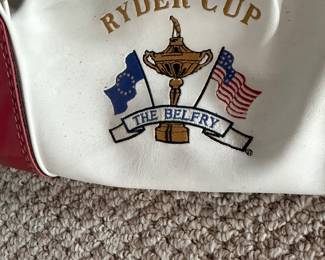 RYDER CUP
THE BELFRY
®